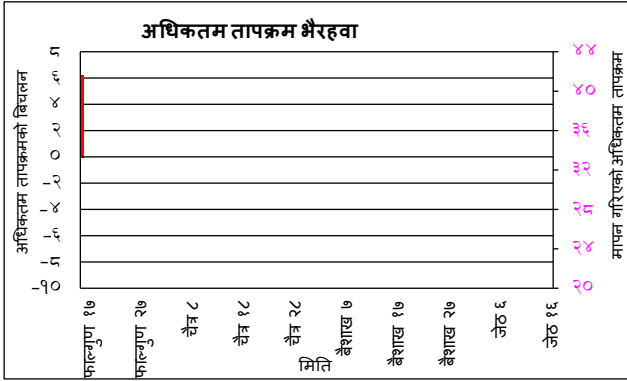 अधिकतम तापक्रम भैरहवा
अधिकतम तापक्रमको बिचलन
८
६
४
२
०
-२
-४
-६
-८
-१०
४४
४०
३६
३२
२८
२४
२०
मापन गरिएको अधिकतम तापक्रम
फाल्गुण १७
फाल्गुण २७
चैत्र ८
चैत्र १८
चैत्र २८
बैशाख ७
बैशाख १७
बैशाख २७
जेठ ६
जेठ १६
मिति